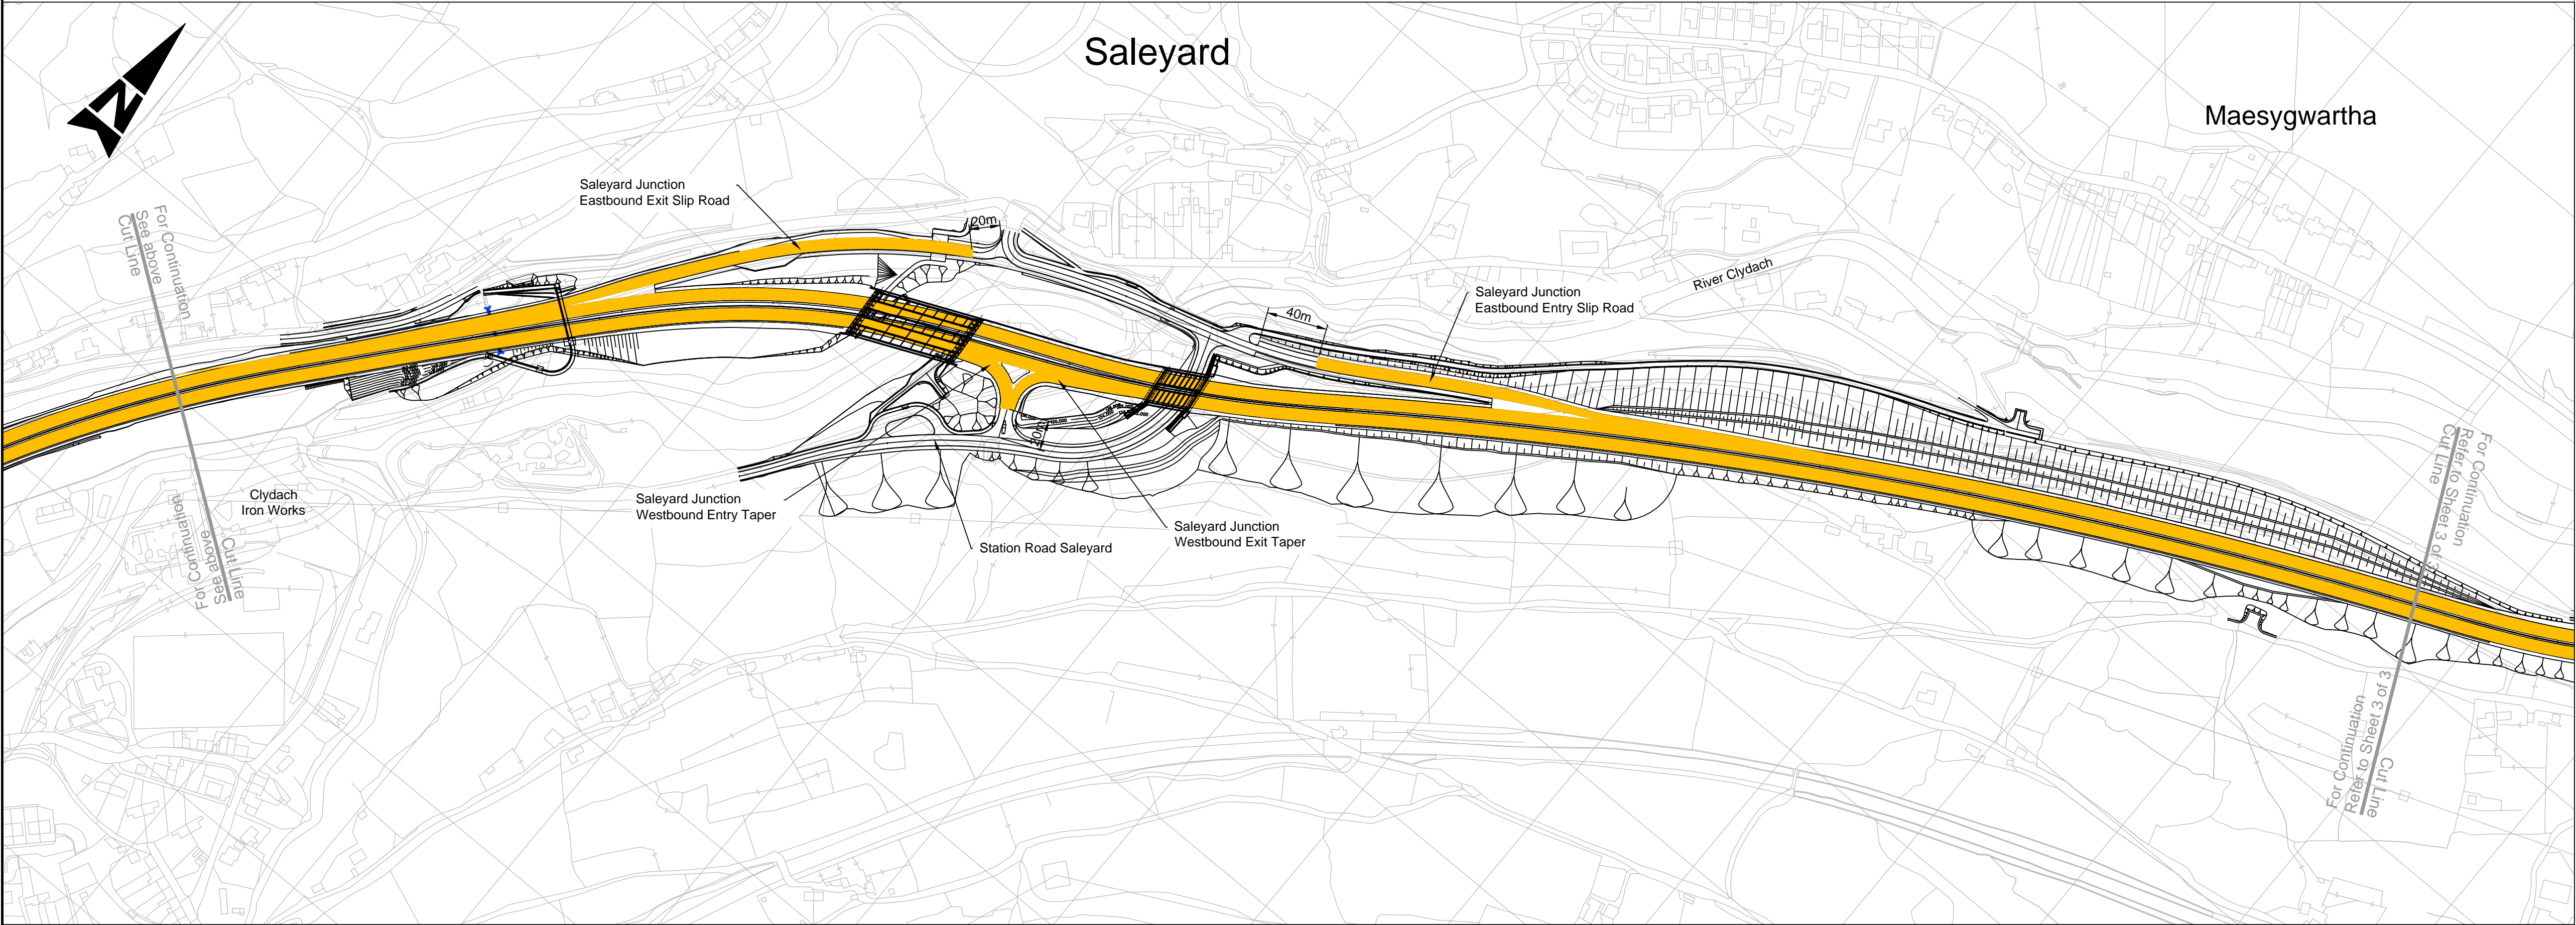 Saleyard
Maesygwartha
N
Saleyard Junction
Eastbound Exit Slip Road
20m
For Continuation
See above
Cut Line
River Clydach
Saleyard Junction
Eastbound Entry Slip Road
40m
20m
Clydach
Iron Works
Saleyard Junction
Westbound Entry Taper
Station Road Saleyard
Saleyard Junction
Westbound Exit Taper
Cut Line
See above
For Continuation
For Continuation
Refer to Sheet 3 of 3
Cut Line
For Continuation
Refer to Sheet 3 of 3
Cut Line